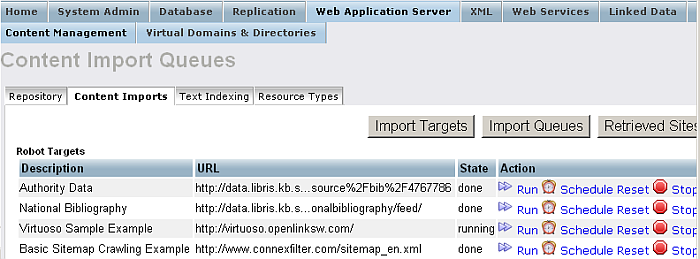 Home System Admin Database Replication Web Application Server XML Web Services Linked Data
Content Management Virtual Domains & Directories
Content Import Queues
Repository Content Imports Text Indexing Resource Types
Import Targets Import Queues Retrieved Sites
Robot Targets
Description URL State Action
Authority Data http://data.libris.kb.s...source%2Fbib%2F4767786 done Run Schedule Reset Stop
National Bibliography http://data.libris.kb.s...onalbibliography/feed/ done Run Schedule Reset Stop
Virtuoso Sample Example http://virtuoso.openlinksw.com/ running Run Schedule Reset Stop
Basic Sitemap Crawling Example http://www.connexfilter.com/sitemap_en.xml done Run Schedule Reset Stop